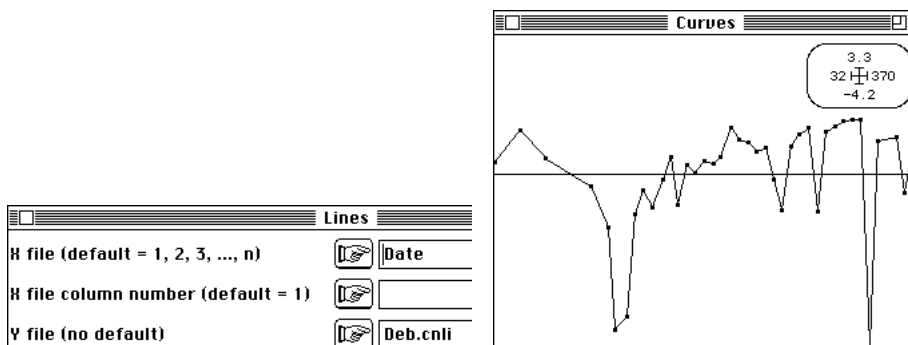 Lines
X file (default = 1, 2, 3, ..., n)
Date
X file column number (default = 1)
Y file (no default)
Deb.cnli
Curves
3.3
32 370
-4.2